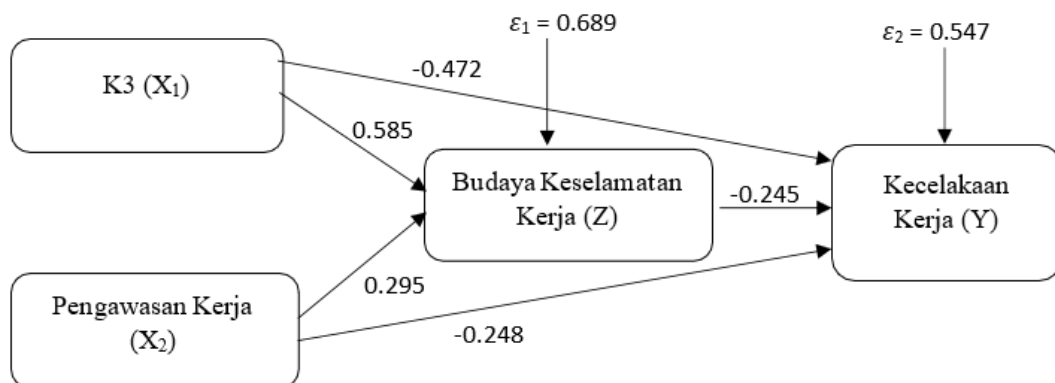 ε₁ = 0.689
ε₂ = 0.547
K3 (X₁)
-0.472
0.585
Budaya Keselamatan
Kerja (Z)
-0.245
Kecelakaan
Kerja (Y)
Pengawasan Kerja
(X₂)
0.295
-0.248